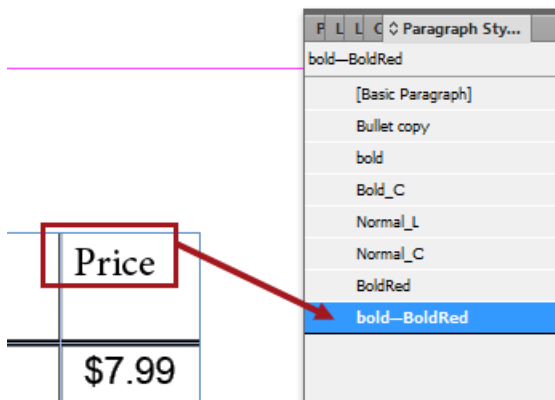 P L L C Paragraph Sty...
bold—BoldRed
[Basic Paragraph]
Bullet copy
bold
Bold_C
Normal_L
Normal_C
BoldRed
bold—BoldRed
Price
$7.99